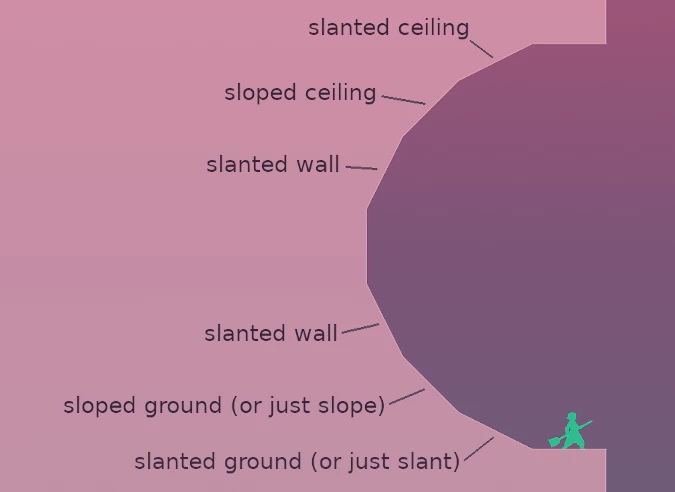 slanted ceiling
sloped ceiling
slanted wall
slanted wall
sloped ground (or just slope)
slanted ground (or just slant)